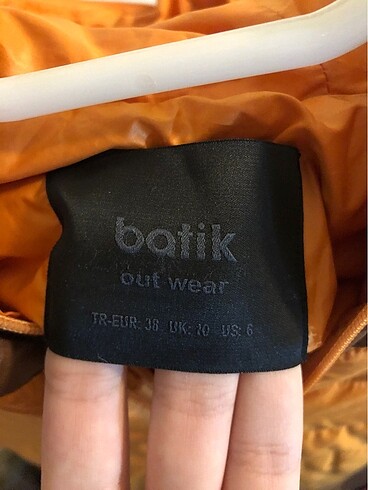 batik
out wear
TR-EUR: 38 UK: 10 US: 6